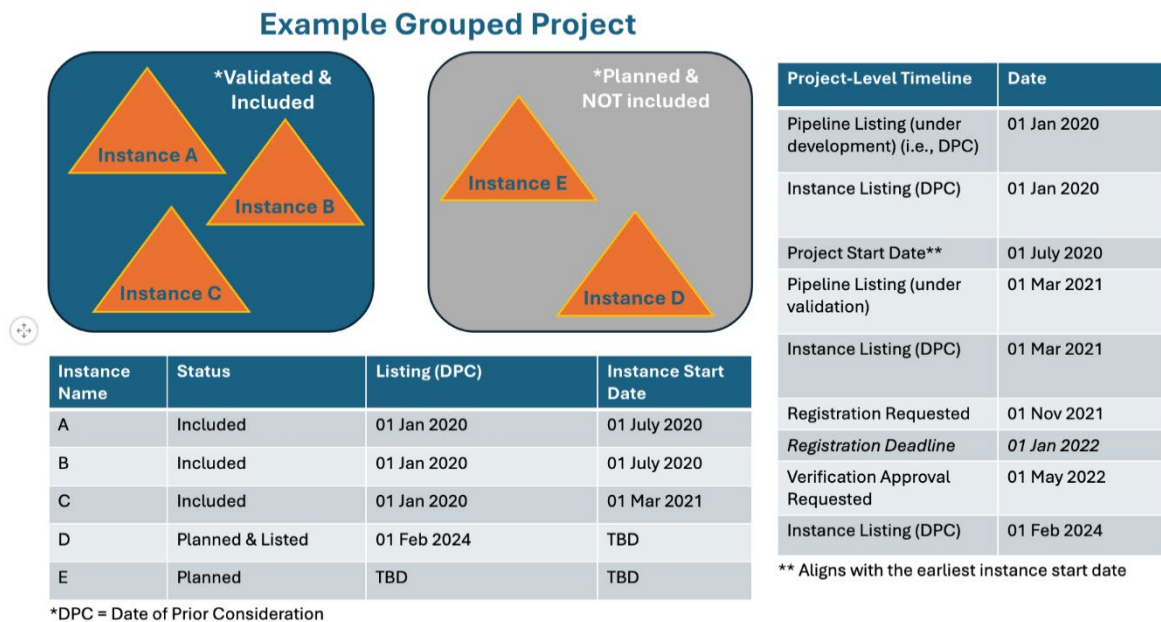 Example Grouped Project
*Validated &
Included
Instance A
Instance B
Instance C
*Planned &
NOT included
Instance E
Instance D
Instance
Name
Status
Listing (DPC)
Instance Start
Date
A
Included
01 Jan 2020
01 July 2020
B
Included
01 Jan 2020
01 July 2020
C
Included
01 Jan 2020
01 Mar 2021
D
Planned & Listed
01 Feb 2024
TBD
E
Planned
TBD
TBD
*DPC = Date of Prior Consideration
Project-Level Timeline
Date
Pipeline Listing (under
development) (i.e., DPC)
01 Jan 2020
Instance Listing (DPC)
01 Jan 2020
Project Start Date**
01 July 2020
Pipeline Listing (under
validation)
01 Mar 2021
Instance Listing (DPC)
01 Mar 2021
Registration Requested
01 Nov 2021
Registration Deadline
01 Jan 2022
Verification Approval
Requested
01 May 2022
Instance Listing (DPC)
01 Feb 2024
** Aligns with the earliest instance start date